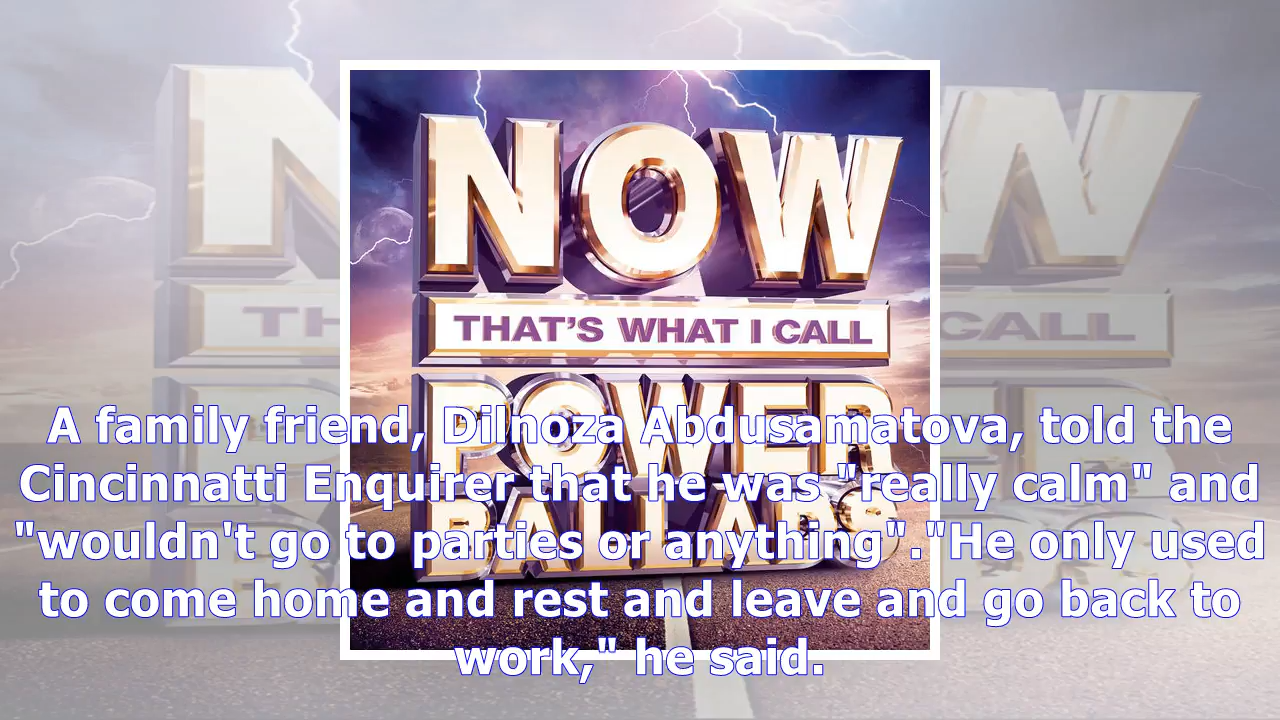 NOW
THAT'S WHAT I CALL
POWER
BALLADS
A family friend, Dilnoza Abdusamatova, told the
Cincinnatti Enquirer that he was "really calm" and
"wouldn't go to parties or anything"."He only used
to come home and rest and leave and go back to
work," he said.